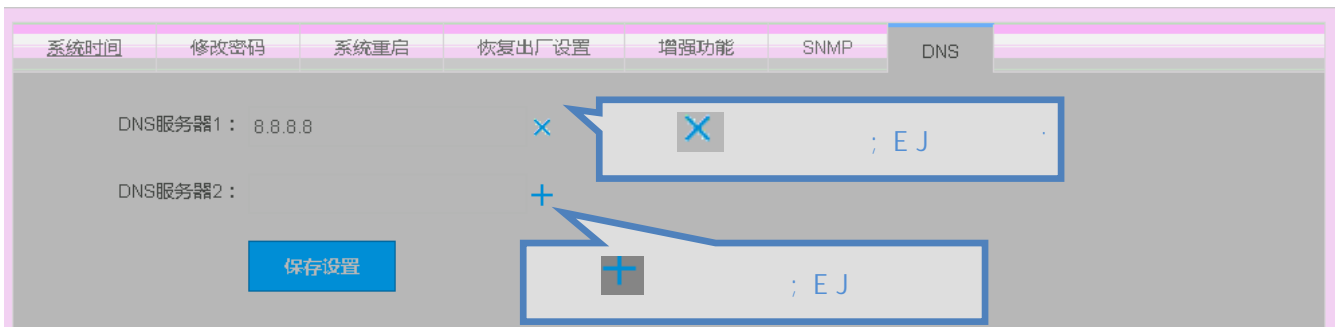 系统时间 修改密码 系统重启 恢复出厂设置 增强功能 SNMP DNS
DNS服务器1： 8.8.8.8
; E J
DNS服务器2：
保存设置
; E J